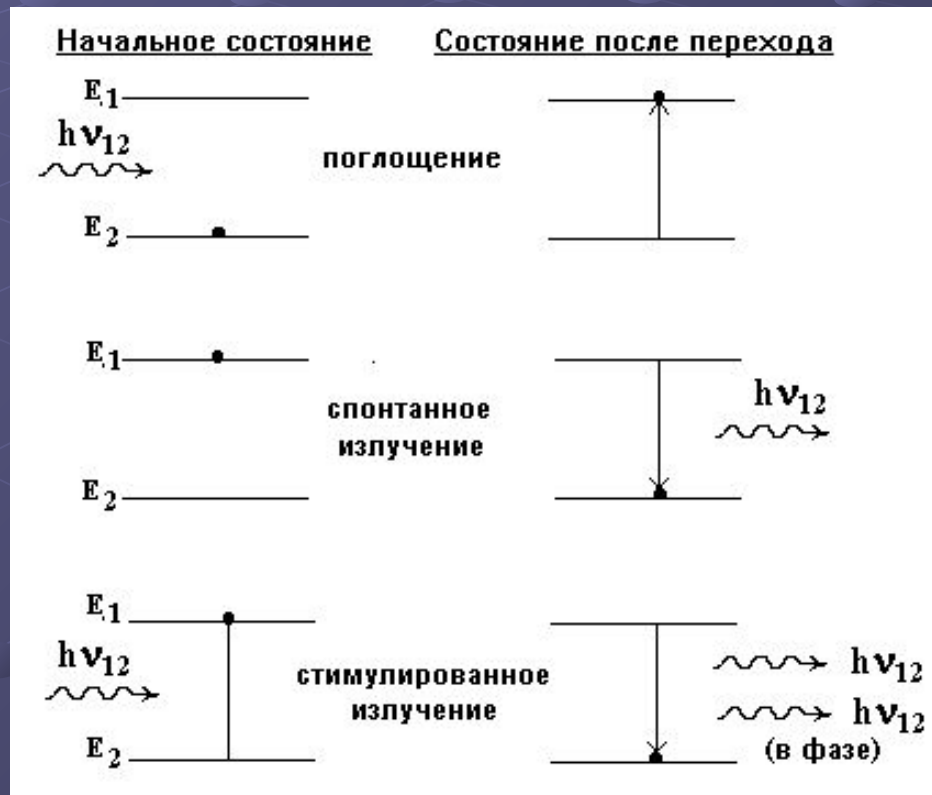 Начальное состояние
Состояние после перехода
E1
hν12
поглощение
E2
E1
спонтанное
излучение
hν12
E2
E1
hν12
стимулированное
излучение
hν12
hν12
(в фазе)
E2